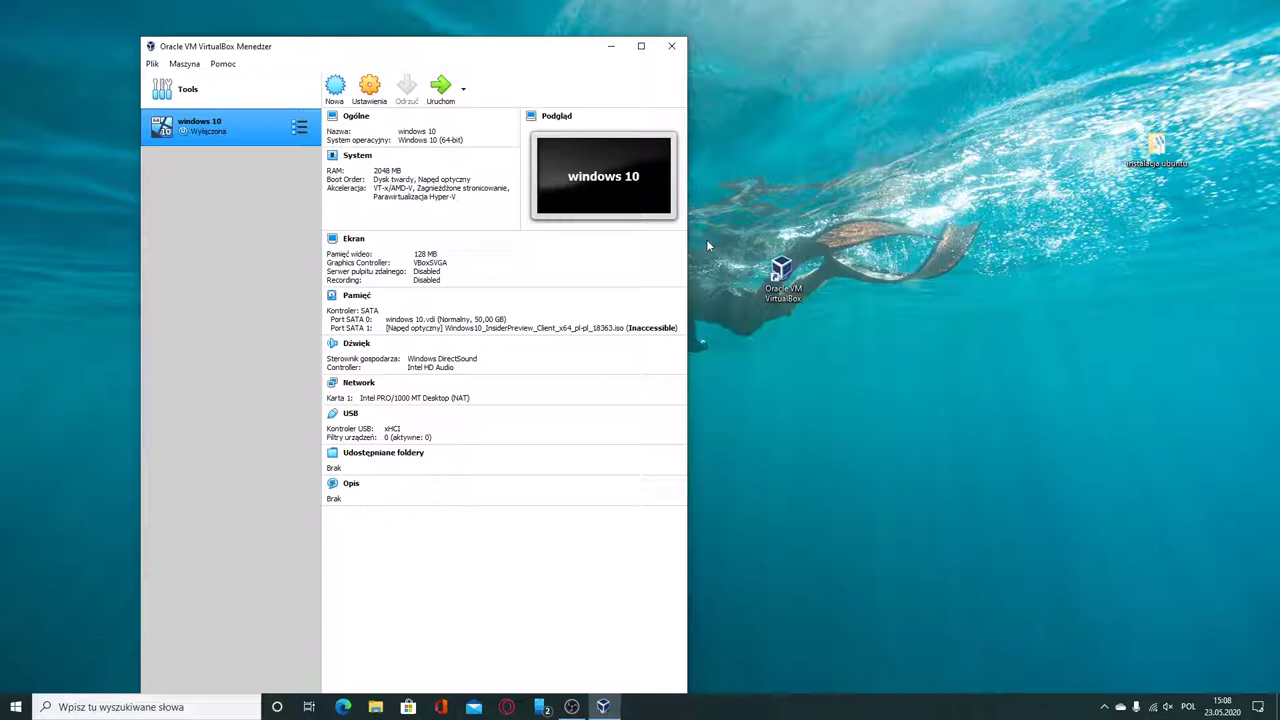 Oracle VM VirtualBox Menedżer
Plik Maszyna Pomoc
Tools
Nowa Ustawienia Odrzuć Uruchom
windows 10
Wyłączona
Ogólne
Nazwa: windows 10
System operacyjny: Windows 10 (64-bit)
System
RAM: 2048 MB
Boot Order: Dysk twardy, Napęd optyczny
Akceleracja: VT-x/AMD-V, Zagnieżdżone stronicowanie,
Parawirtualizacja Hyper-V
Podgląd
windows 10
Ekran
Pamięć wideo: 128 MB
Graphics Controller: VBoxSVGA
Serwer pulpitu zdalnego: Disabled
Recording: Disabled
Pamięć
Kontroler: SATA
Port SATA 0: windows 10.vdi (Normalny, 50,00 GB)
Port SATA 1: [Napęd optyczny] Windows10_InsiderPreview_Client_x64_pl-pl_18363.iso (Inaccessible)
Dźwięk
Sterownik gospodarza: Windows DirectSound
Controller: Intel HD Audio
Network
Karta 1: Intel PRO/1000 MT Desktop (NAT)
USB
Kontroler USB: xHCI
Filtry urządzeń: 0 (aktywne: 0)
Udostępniane foldery
Brak
Opis
Brak
instalacja ubuntu
Oracle VM
VirtualBox
Wpisz tu wyszukiwane słowa
2
POL
15:08
23.05.2020